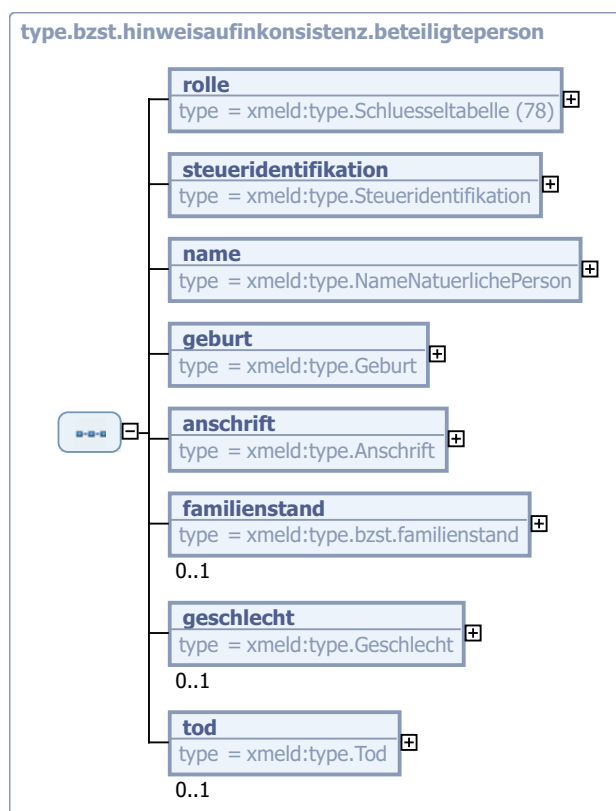 type.bzst.hinweisaufinkonsistenz.beteiligteperson
rolle
type = xmeld:type.Schluesseltabelle (78)
steueridentifikation
type = xmeld:type.Steueridentifikation
name
type = xmeld:type.NameNatuerlichePerson
geburt
type = xmeld:type.Geburt
anschrift
type = xmeld:type.Anschrift
familienstand
type = xmeld:type.bzst.familienstand
0..1
geschlecht
type = xmeld:type.Geschlecht
0..1
tod
type = xmeld:type.Tod
0..1